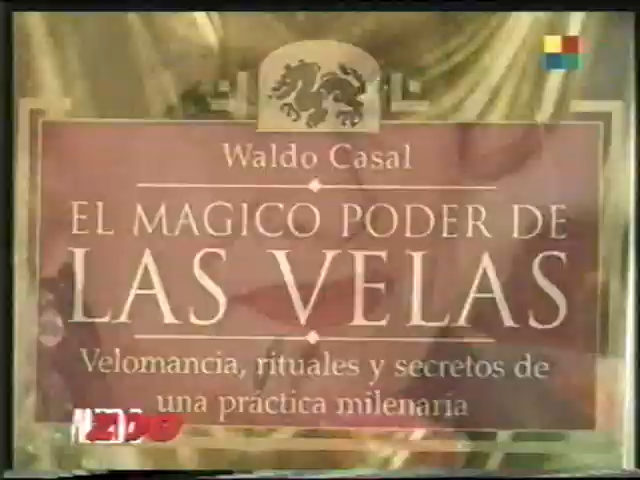 Waldo Casal
EL MAGICO PODER DE
LAS VELAS
Velomancia, rituales y secretos de
una práctica milenaria